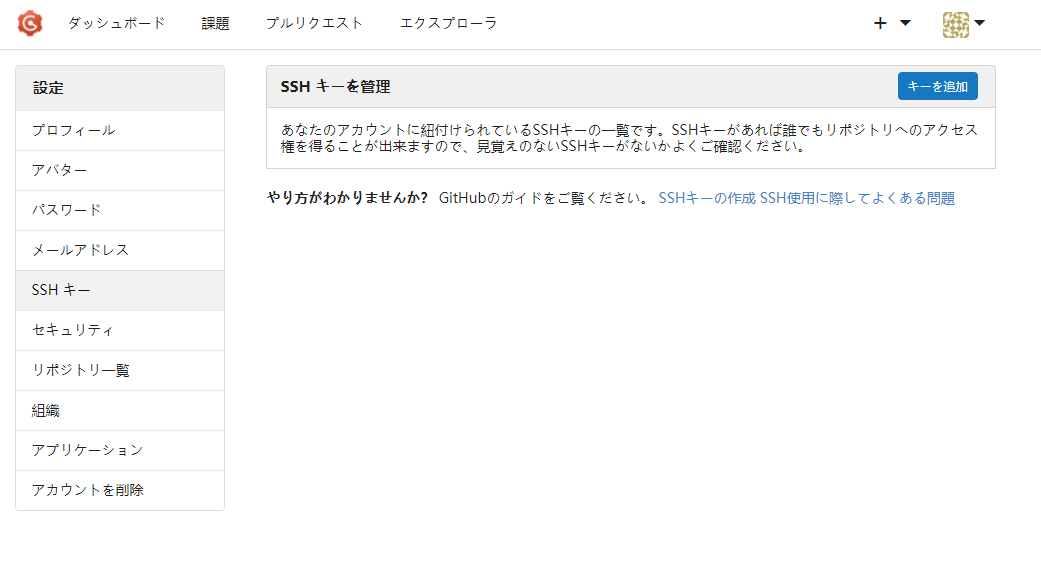 ダッシュボード 課題 プルリクエスト エクスプローラ
設定
プロフィール
アバター
パスワード
メールアドレス
SSH キー
セキュリティ
リポジトリ一覧
組織
アプリケーション
アカウントを削除
SSH キーを管理 キーを追加
あなたのアカウントに紐付けられているSSHキーの一覧です。SSHキーがあれば誰でもリポジトリへのアクセス
権を得ることが出来ますので、見覚えのないSSHキーがないかよくご確認ください。
やり方がわかりませんか? GitHubのガイドをご覧ください。 SSHキーの作成 SSH使用に際してよくある問題